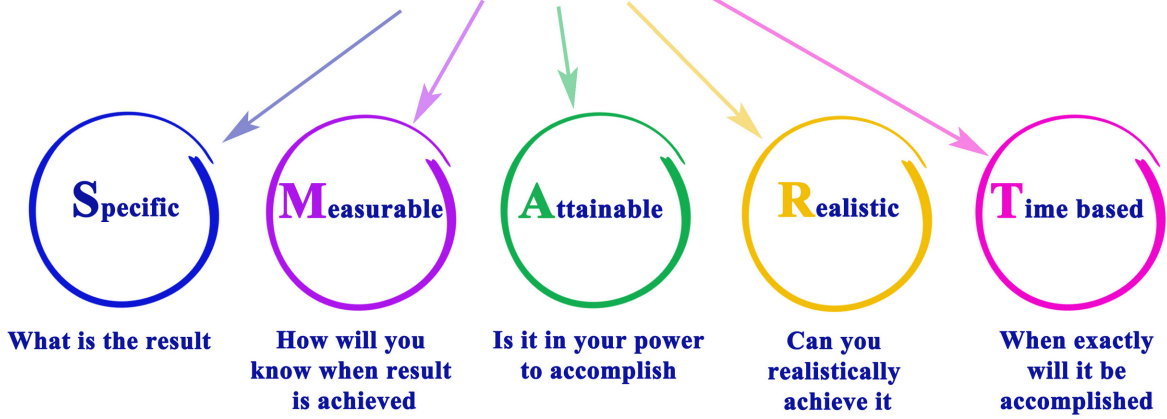 Specific
Measurable
Attainable
Realistic
Time based
What is the result
How will you
know when result
is achieved
Is it in your power
to accomplish
Can you
realistically
achieve it
When exactly
will it be
accomplished